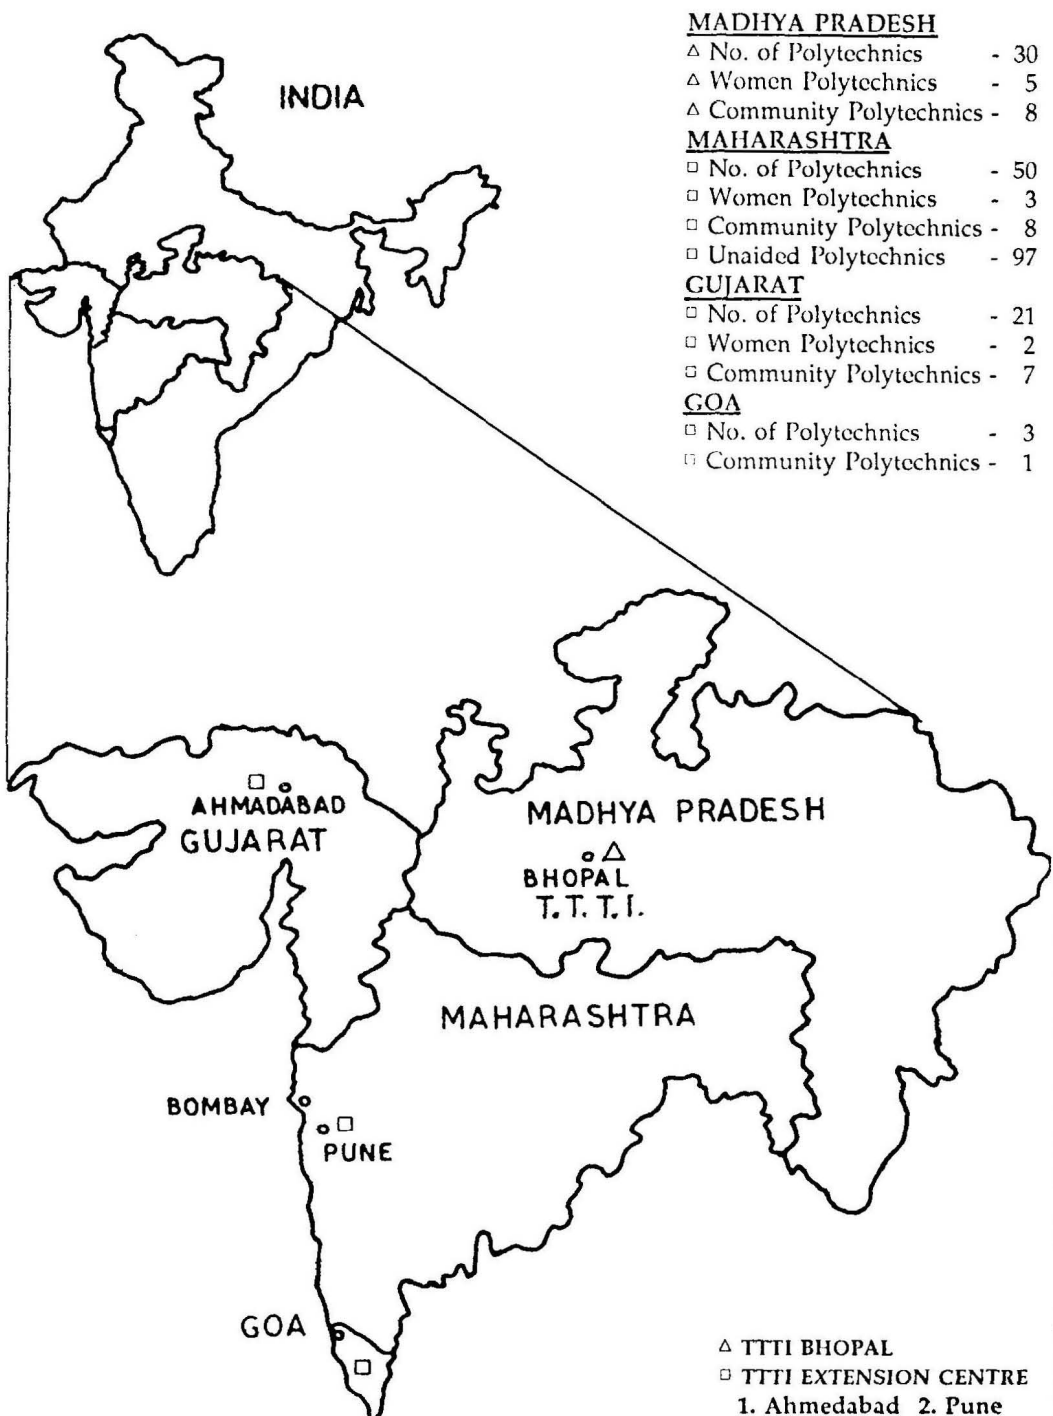 MADHYA PRADESH
△ No. of Polytechnics - 30
△ Women Polytechnics - 5
△ Community Polytechnics - 8
MAHARASHTRA
□ No. of Polytechnics - 50
□ Women Polytechnics - 3
□ Community Polytechnics - 8
□ Unaided Polytechnics - 97
GUJARAT
□ No. of Polytechnics - 21
□ Women Polytechnics - 2
□ Community Polytechnics - 7
GOA
□ No. of Polytechnics - 3
□ Community Polytechnics - 1
INDIA
AHMADABAD
GUJARAT
MADHYA PRADESH
BHOPAL
T.T.T.I.
MAHARASHTRA
BOMBAY
PUNE
GOA
△ TTTI BHOPAL
□ TTTI EXTENSION CENTRE
1. Ahmedabad 2. Pune